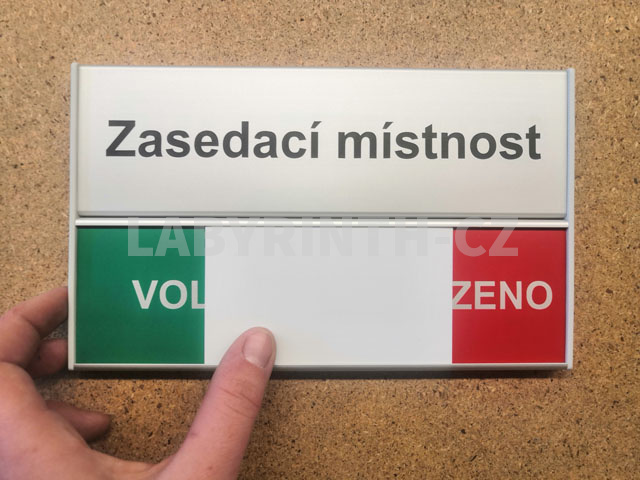 Zasedací místnost
LABYRINTH-CZ
VOL ZENO